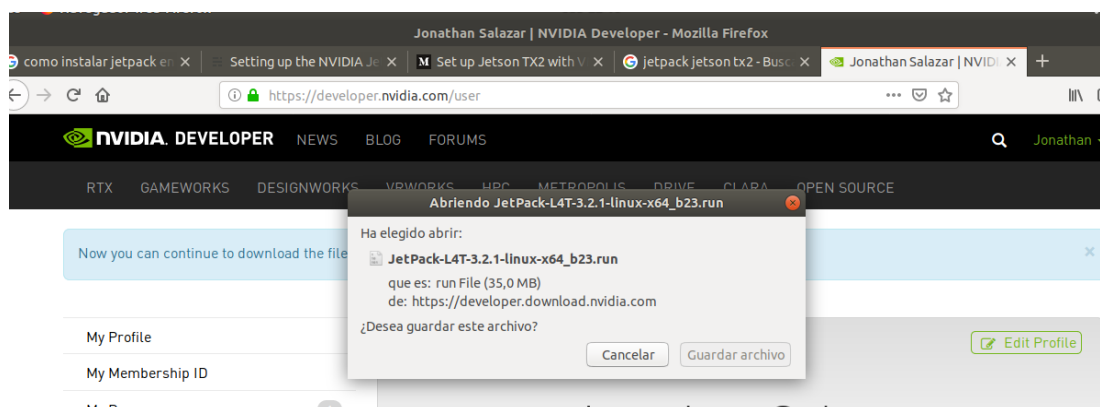 Jonathan Salazar | NVIDIA Developer - Mozilla Firefox
como instalar jetpack en
Setting up the NVIDIA Je
M Set up Jetson TX2 with V
G jetpack jetson tx2 - Busc
Jonathan Salazar | NVIDI
https://developer.nvidia.com/user
NVIDIA. DEVELOPER NEWS BLOG FORUMS
Jonathan
RTX GAMEWORKS DESIGNWORKS VRWORKS HPC METROPOLIS DRIVE CLARA OPEN SOURCE
Abriendo JetPack-L4T-3.2.1-linux-x64_b23.run
Now you can continue to download the file
Ha elegido abrir:
JetPack-L4T-3.2.1-linux-x64_b23.run
que es: run File (35,0 MB)
de: https://developer.download.nvidia.com
¿Desea guardar este archivo?
Cancelar Guardar archivo
My Profile
Edit Profile
My Membership ID